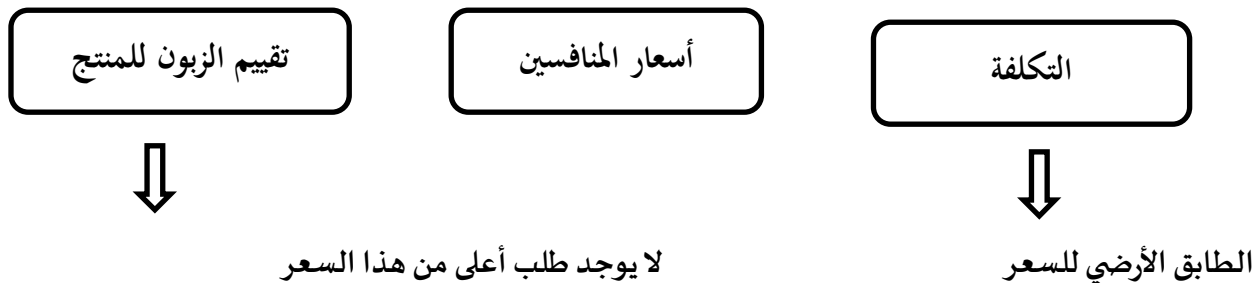 التكلفة
أسعار المنافسين
تقييم الزبون للمنتج
الطابق الأرضي للسعر
لا يوجد طلب أعلى من هذا السعر